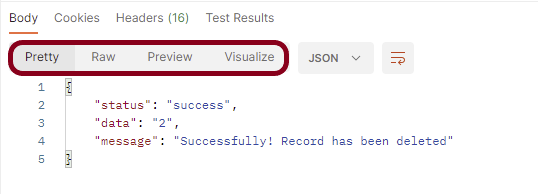 Body Cookies Headers (16) Test Results
Pretty Raw Preview Visualize JSON
1 {
2 "status": "success",
3 "data": "2",
4 "message": "Successfully! Record has been deleted"
5 }